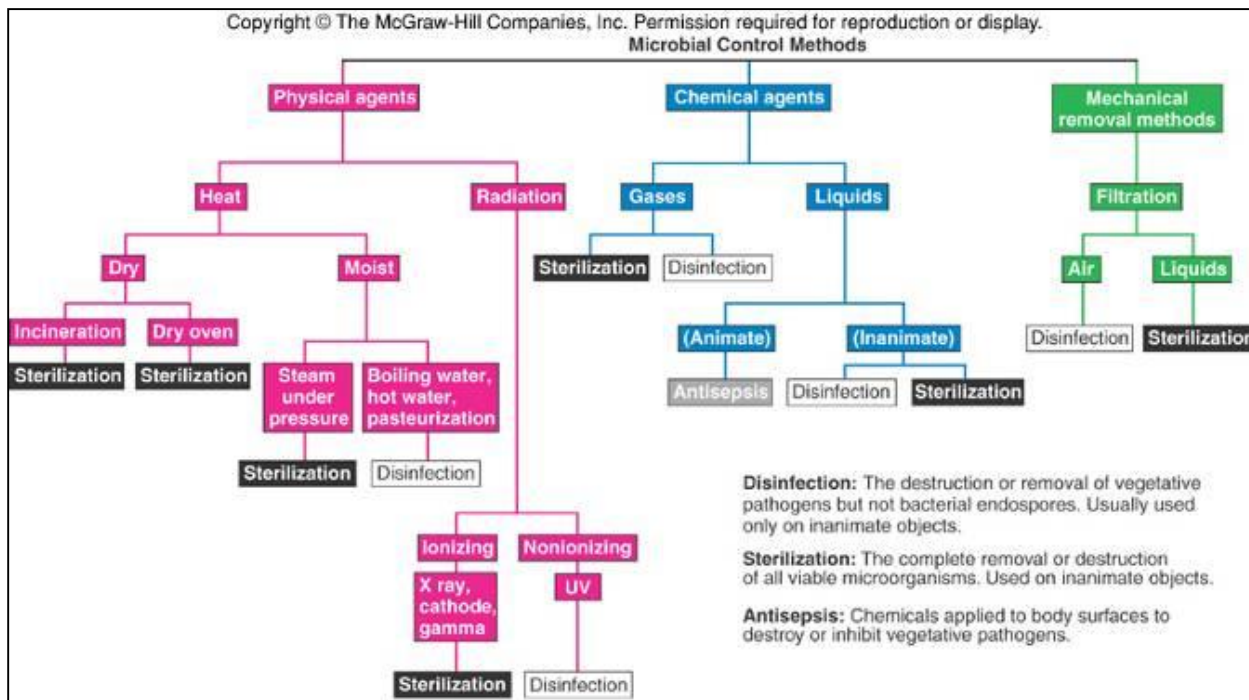 Copyright © The McGraw-Hill Companies, Inc. Permission required for reproduction or display.
Microbial Control Methods
Physical agents
Chemical agents
Mechanical
removal methods
Heat
Radiation
Gases
Liquids
Filtration
Dry
Moist
Sterilization
Disinfection
Air
Liquids
Incineration
Dry oven
(Animate)
(Inanimate)
Disinfection
Sterilization
Sterilization
Sterilization
Steam
under
pressure
Boiling water,
hot water,
pasteurization
Antisepsis
Disinfection
Sterilization
Sterilization
Disinfection
Disinfection: The destruction or removal of vegetative
pathogens but not bacterial endospores. Usually used
only on inanimate objects.
Ionizing
Nonionizing
Sterilization: The complete removal or destruction
of all viable microorganisms. Used on inanimate objects.
X ray,
cathode,
gamma
UV
Antisepsis: Chemicals applied to body surfaces to
destroy or inhibit vegetative pathogens.
Sterilization
Disinfection